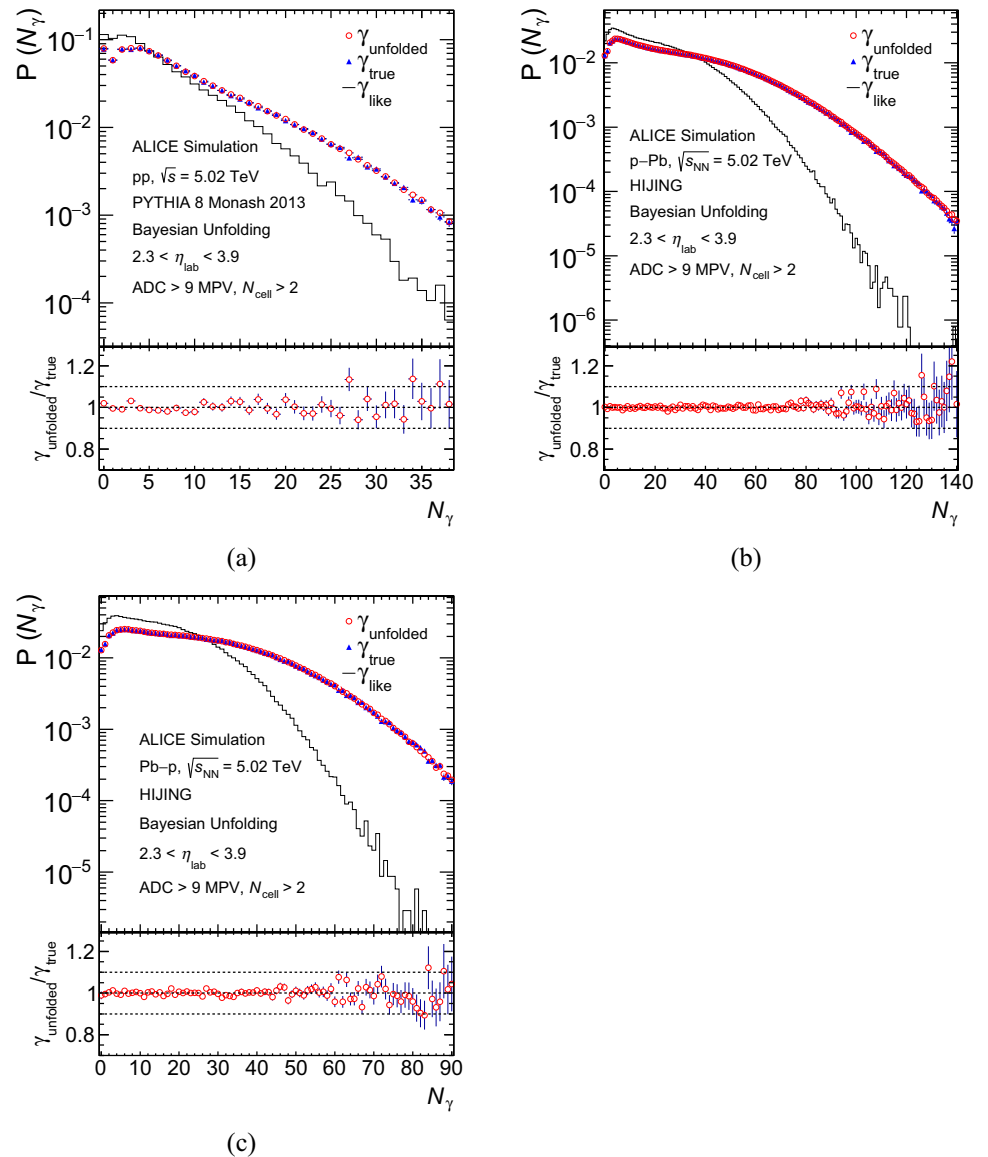 P (Nγ)
10⁻¹
10⁻²
10⁻³
10⁻⁴
γunfolded
γtrue
γlike
ALICE Simulation
pp, √s = 5.02 TeV
PYTHIA 8 Monash 2013
Bayesian Unfolding
2.3 < ηlab < 3.9
ADC > 9 MPV, Ncell > 2
γunfolded/γtrue
1.2
1
0.8
0 5 10 15 20 25 30 35
Nγ
(a)
P (Nγ)
10⁻²
10⁻³
10⁻⁴
10⁻⁵
10⁻⁶
γunfolded
γtrue
γlike
ALICE Simulation
p–Pb, √sNN = 5.02 TeV
HIJING
Bayesian Unfolding
2.3 < ηlab < 3.9
ADC > 9 MPV, Ncell > 2
γunfolded/γtrue
1.2
1
0.8
0 20 40 60 80 100 120 140
Nγ
(b)
P (Nγ)
10⁻²
10⁻³
10⁻⁴
10⁻⁵
γunfolded
γtrue
γlike
ALICE Simulation
Pb–p, √sNN = 5.02 TeV
HIJING
Bayesian Unfolding
2.3 < ηlab < 3.9
ADC > 9 MPV, Ncell > 2
γunfolded/γtrue
1.2
1
0.8
0 10 20 30 40 50 60 70 80 90
Nγ
(c)